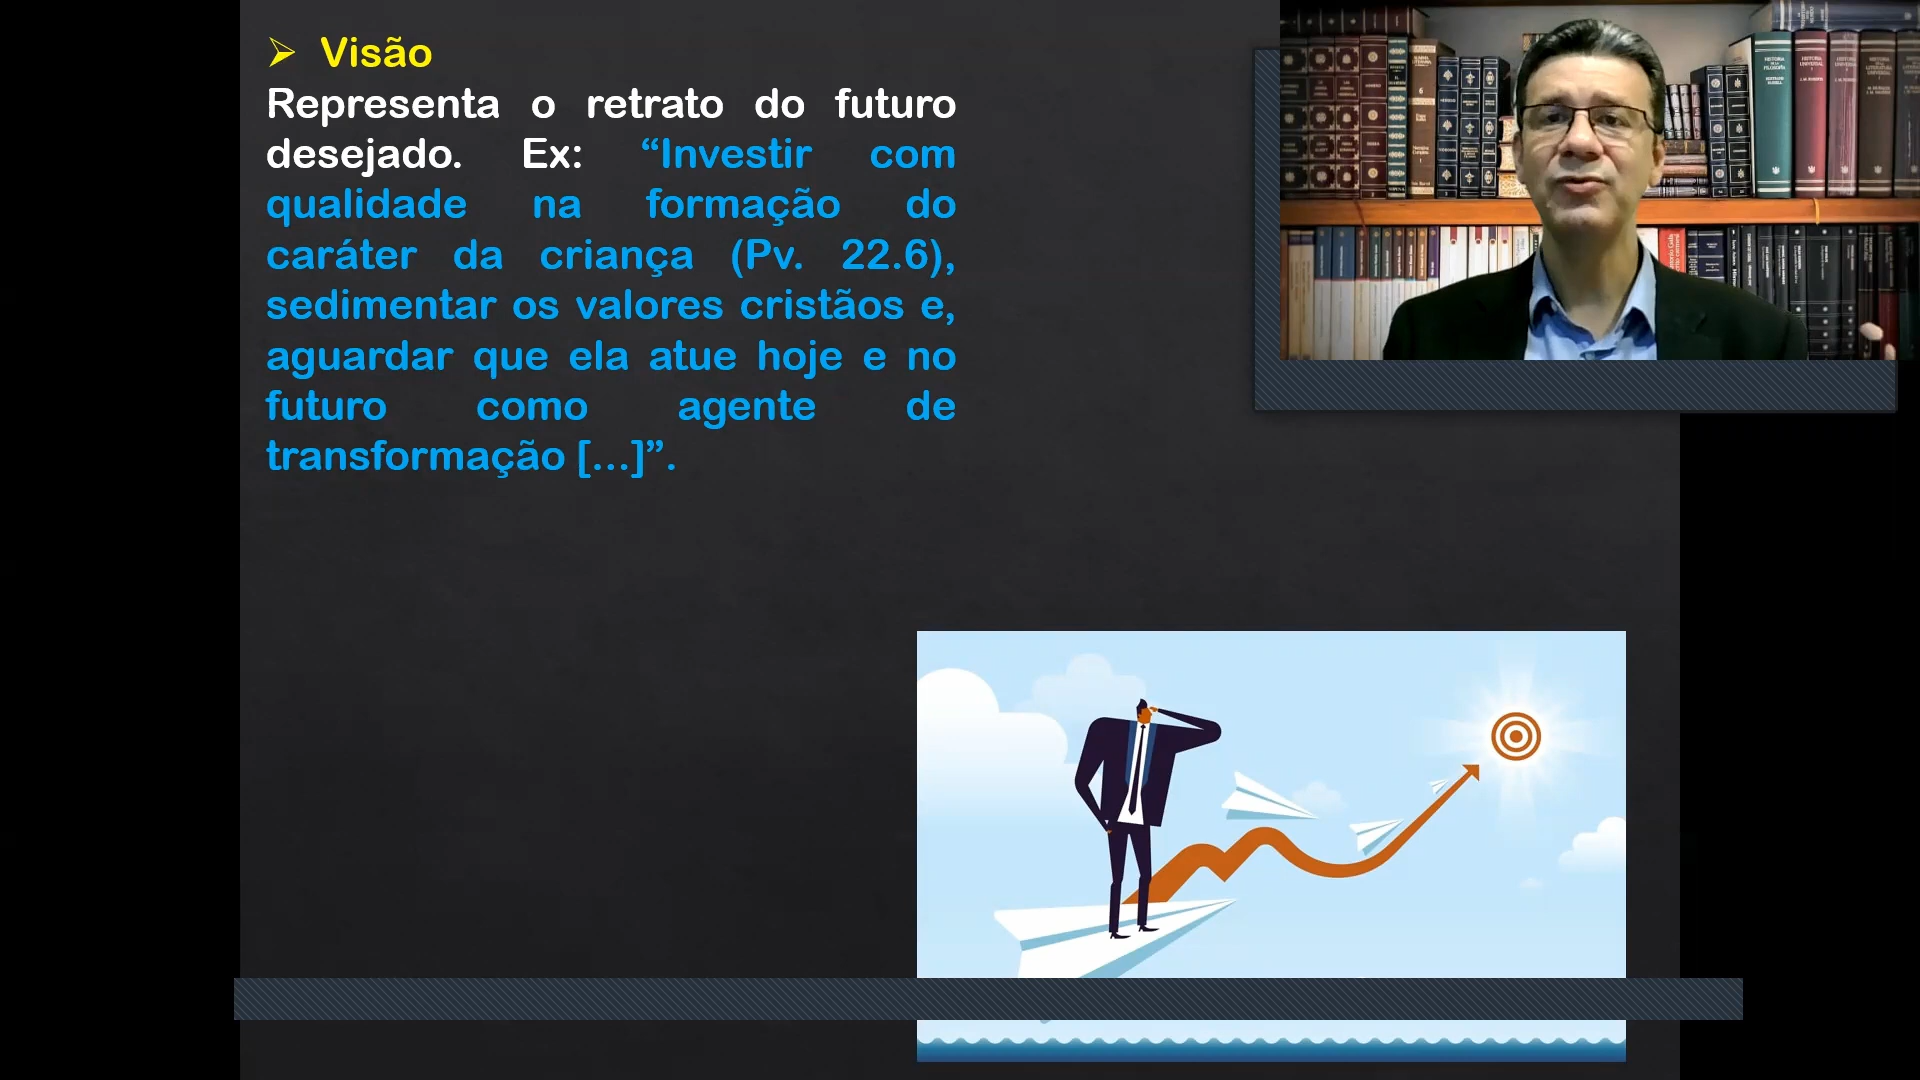 Visão
Representa o retrato do futuro
desejado. Ex: “Investir com
qualidade na formação do
caráter da criança (Pv. 22.6),
sedimentar os valores cristãos e,
aguardar que ela atue hoje e no
futuro como agente de
transformação [...]”.